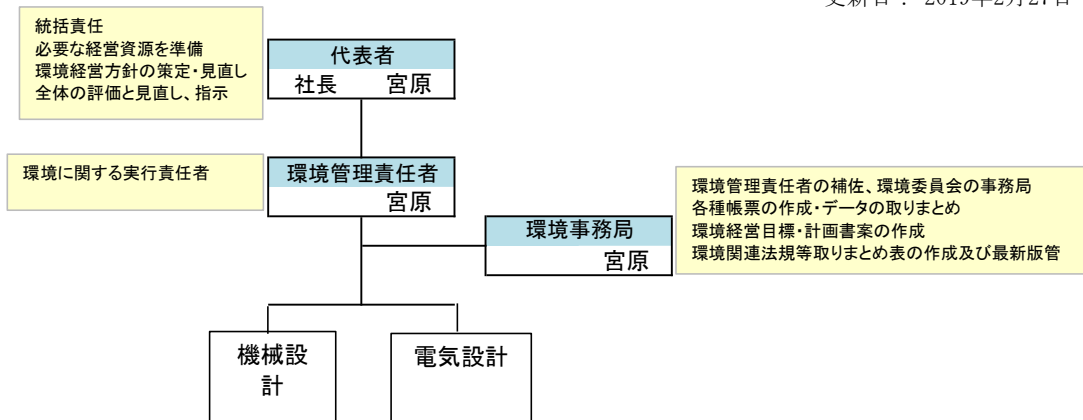 統括責任
必要な経営資源を準備
環境経営方針の策定・見直し
全体の評価と見直し、指示
代表者
社長 宮原
環境に関する実行責任者
環境管理責任者
宮原
環境事務局
宮原
環境管理責任者の補佐、環境委員会の事務局
各種帳票の作成・データの取りまとめ
環境経営目標・計画書案の作成
環境関連法規等取りまとめ表の作成及び最新版管
機械設
計
電気設計